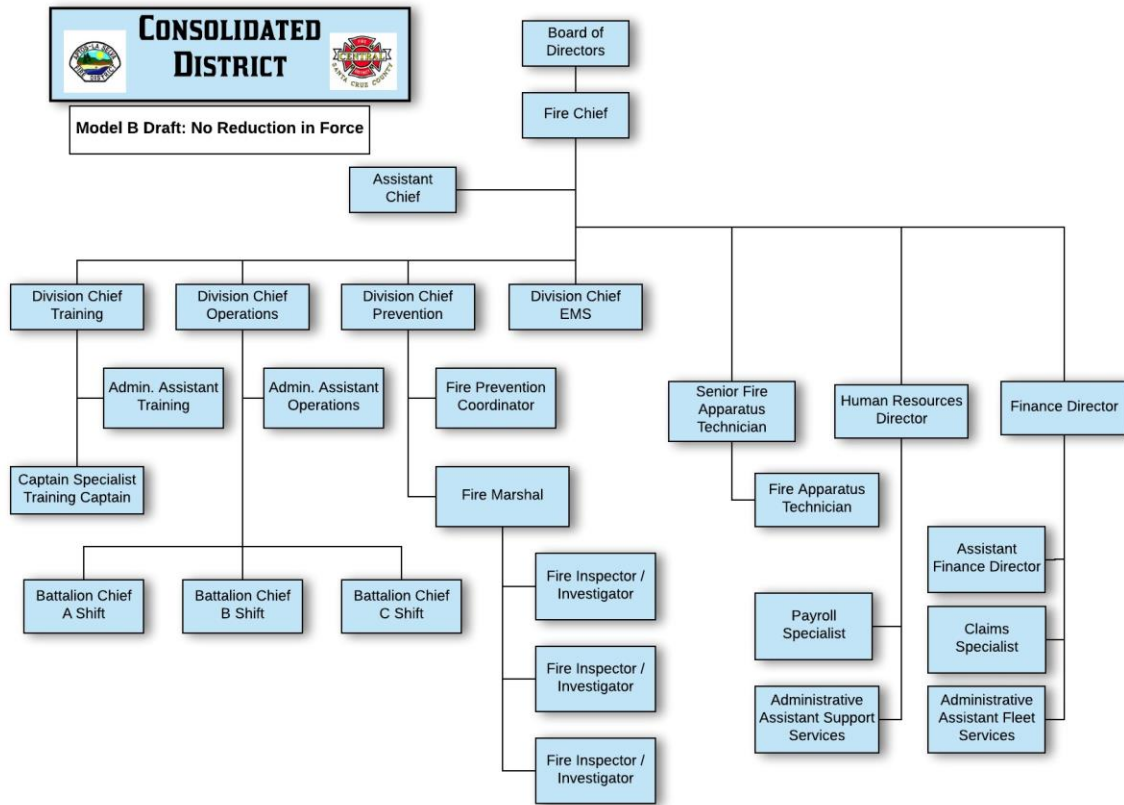 CONSOLIDATED
DISTRICT
CENTRAL
SANTA CRUZ COUNTY
Model B Draft: No Reduction in Force
Board of
Directors
Fire Chief
Assistant
Chief
Division Chief
Training
Division Chief
Operations
Division Chief
Prevention
Division Chief
EMS
Admin. Assistant
Training
Admin. Assistant
Operations
Fire Prevention
Coordinator
Senior Fire
Apparatus
Technician
Human Resources
Director
Finance Director
Captain Specialist
Training Captain
Fire Marshal
Fire Apparatus
Technician
Battalion Chief
A Shift
Battalion Chief
B Shift
Battalion Chief
C Shift
Fire Inspector /
Investigator
Fire Inspector /
Investigator
Fire Inspector /
Investigator
Assistant
Finance Director
Payroll
Specialist
Claims
Specialist
Administrative
Assistant Support
Services
Administrative
Assistant Fleet
Services